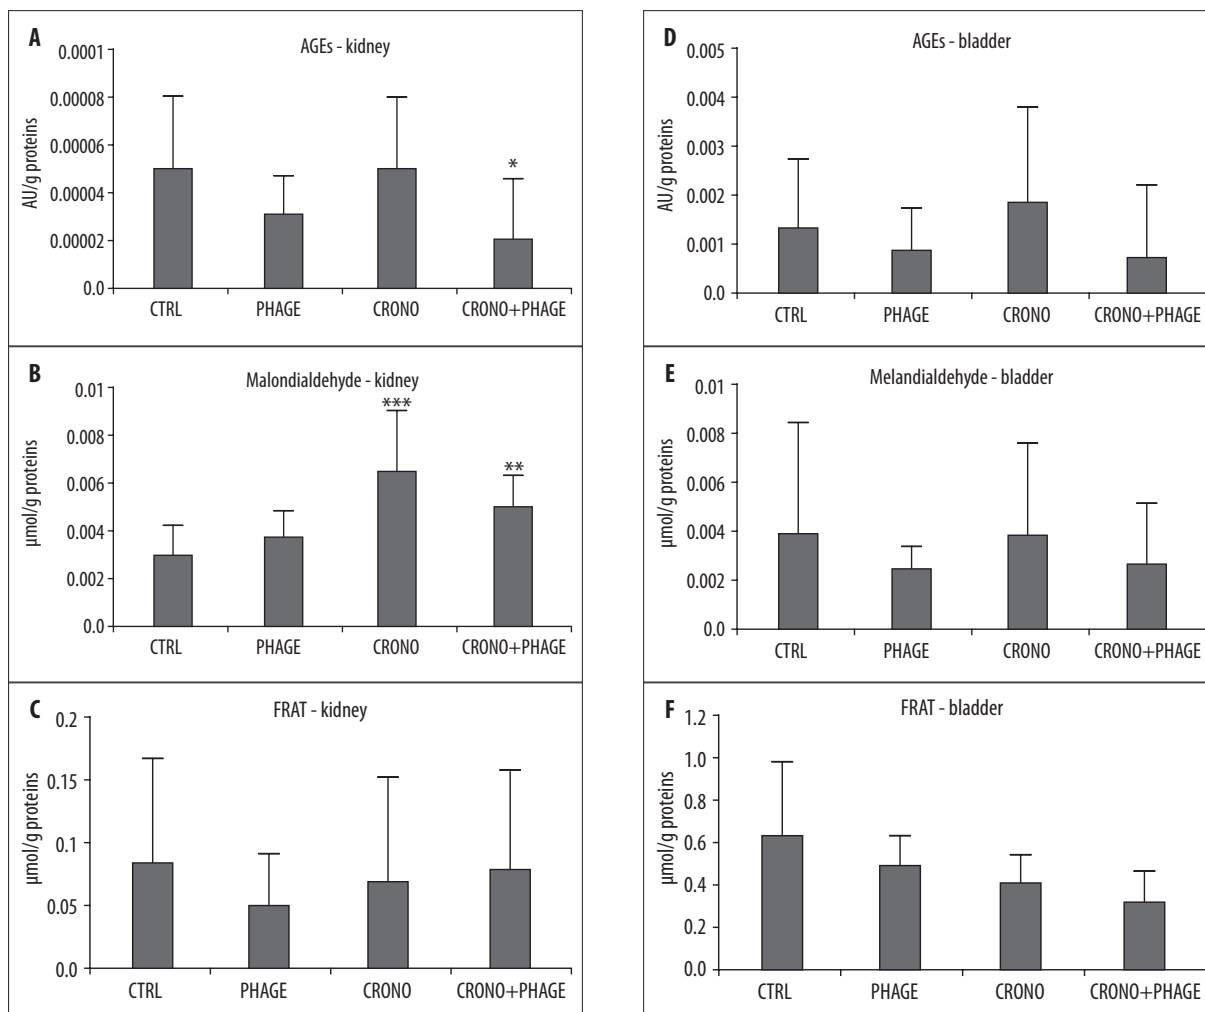 A
AGEs - kidney
AU/g proteins
0.0001
0.00008
0.00006
0.00004
0.00002
0.0
*
CTRL PHAGE CRONO CRONO+PHAGE
B
Malondialdehyde - kidney
µmol/g proteins
0.01
0.008
0.006
0.004
0.002
0.0
***
**
CTRL PHAGE CRONO CRONO+PHAGE
C
FRAT - kidney
µmol/g proteins
0.2
0.15
0.1
0.05
0.0
CTRL PHAGE CRONO CRONO+PHAGE
D
AGEs - bladder
AU/g proteins
0.005
0.004
0.003
0.002
0.001
0.0
CTRL PHAGE CRONO CRONO+PHAGE
E
Melandialdehyde - bladder
µmol/g proteins
0.01
0.008
0.006
0.004
0.002
0.0
CTRL PHAGE CRONO CRONO+PHAGE
F
FRAT - bladder
µmol/g proteins
1.2
1.0
0.8
0.6
0.4
0.2
0.0
CTRL PHAGE CRONO CRONO+PHAGE